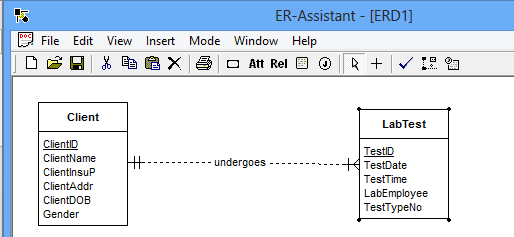 ER-Assistant - [ERD1]
DOC File Edit View Insert Mode Window Help
Att Rel J
Client
ClientID
ClientName
ClientInsuP
ClientAddr
ClientDOB
Gender
undergoes
LabTest
TestID
TestDate
TestTime
LabEmployee
TestTypeNo